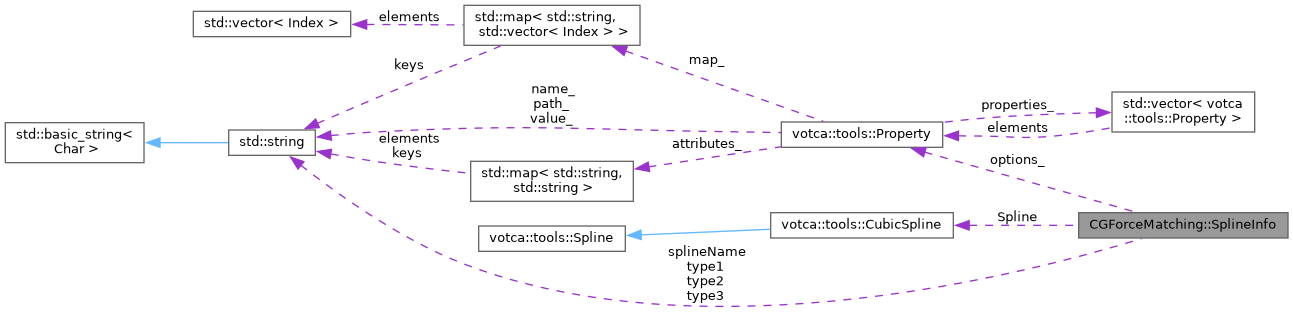 std::vector< Index >
elements
std::map< std::string,
std::vector< Index > >
keys
map_
name_
path_
value_
std::basic_string<
Char >
std::string
elements
keys
std::map< std::string,
std::string >
attributes_
votca::tools::Property
properties_
elements
std::vector< votca
::tools::Property >
options_
votca::tools::Spline
votca::tools::CubicSpline
Spline
CGForceMatching::SplineInfo
splineName
type1
type2
type3